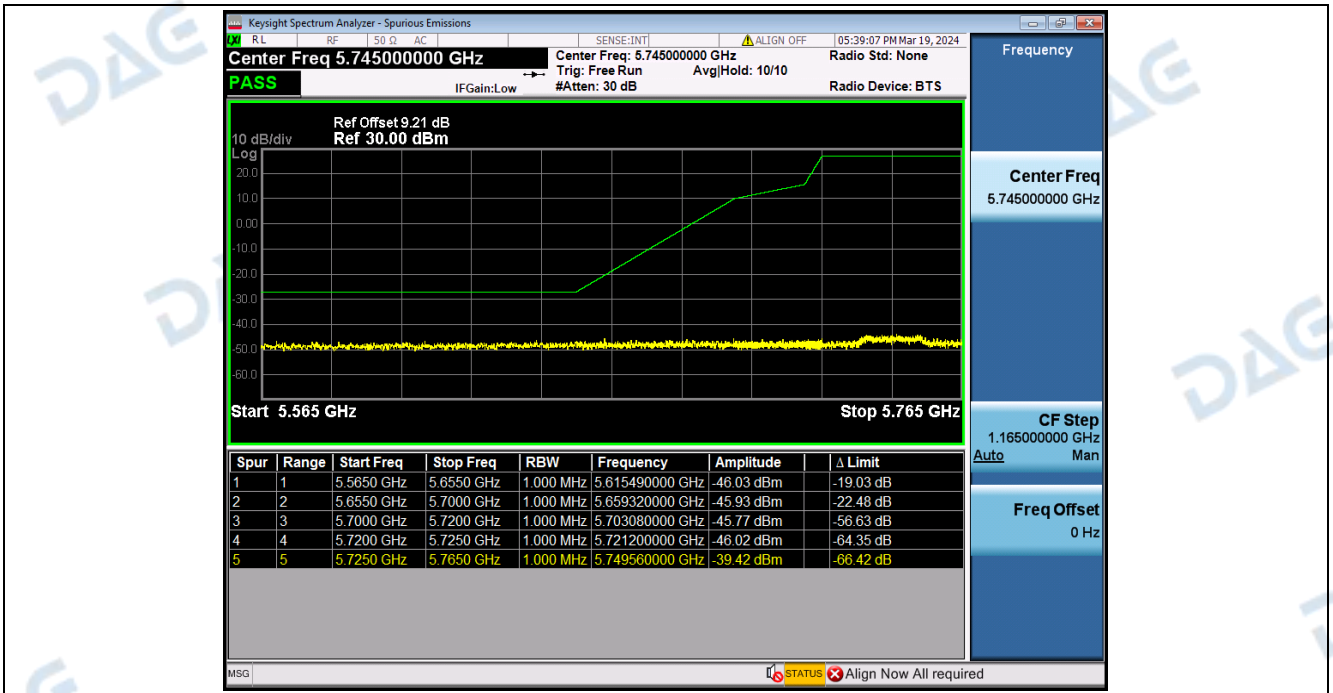 Keysight Spectrum Analyzer - Spurious Emissions
LXI RL RF 50 Ω AC SENSE:INT ALIGN OFF 05:39:07 PM Mar 19, 2024
Center Freq 5.745000000 GHz
PASS
IFGain:Low
Center Freq: 5.745000000 GHz
Trig: Free Run Avg|Hold: 10/10
#Atten: 30 dB
Radio Std: None
Radio Device: BTS
Ref Offset 9.21 dB
10 dB/div Ref 30.00 dBm
Log
20.0
10.0
0.00
-10.0
-20.0
-30.0
-40.0
-50.0
-60.0
Start 5.565 GHz Stop 5.765 GHz
Spur Range Start Freq Stop Freq RBW Frequency Amplitude Δ Limit
1 1 5.5650 GHz 5.6550 GHz 1.000 MHz 5.615490000 GHz -46.03 dBm -19.03 dB
2 2 5.6550 GHz 5.7000 GHz 1.000 MHz 5.659320000 GHz -45.93 dBm -22.48 dB
3 3 5.7000 GHz 5.7200 GHz 1.000 MHz 5.703080000 GHz -45.77 dBm -56.63 dB
4 4 5.7200 GHz 5.7250 GHz 1.000 MHz 5.721200000 GHz -46.02 dBm -64.35 dB
5 5 5.7250 GHz 5.7650 GHz 1.000 MHz 5.749560000 GHz -39.42 dBm -66.42 dB
MSG STATUS Align Now All required
Frequency
Center Freq
5.745000000 GHz
CF Step
1.165000000 GHz
Auto Man
Freq Offset
0 Hz
DAG
DAG
DAG
DAG